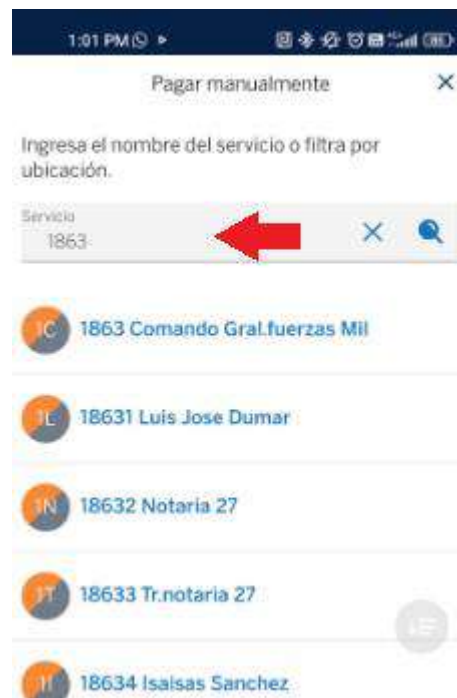 1:01 PM
Pagar manualmente
Ingresa el nombre del servicio o filtra por
ubicación.
Servicio
1863
1C 1863 Comando Gral.fuerzas Mil
1L 18631 Luis Jose Dumar
1N 18632 Notaria 27
1T 18633 Tr.notaria 27
1I 18634 Isaisas Sanchez